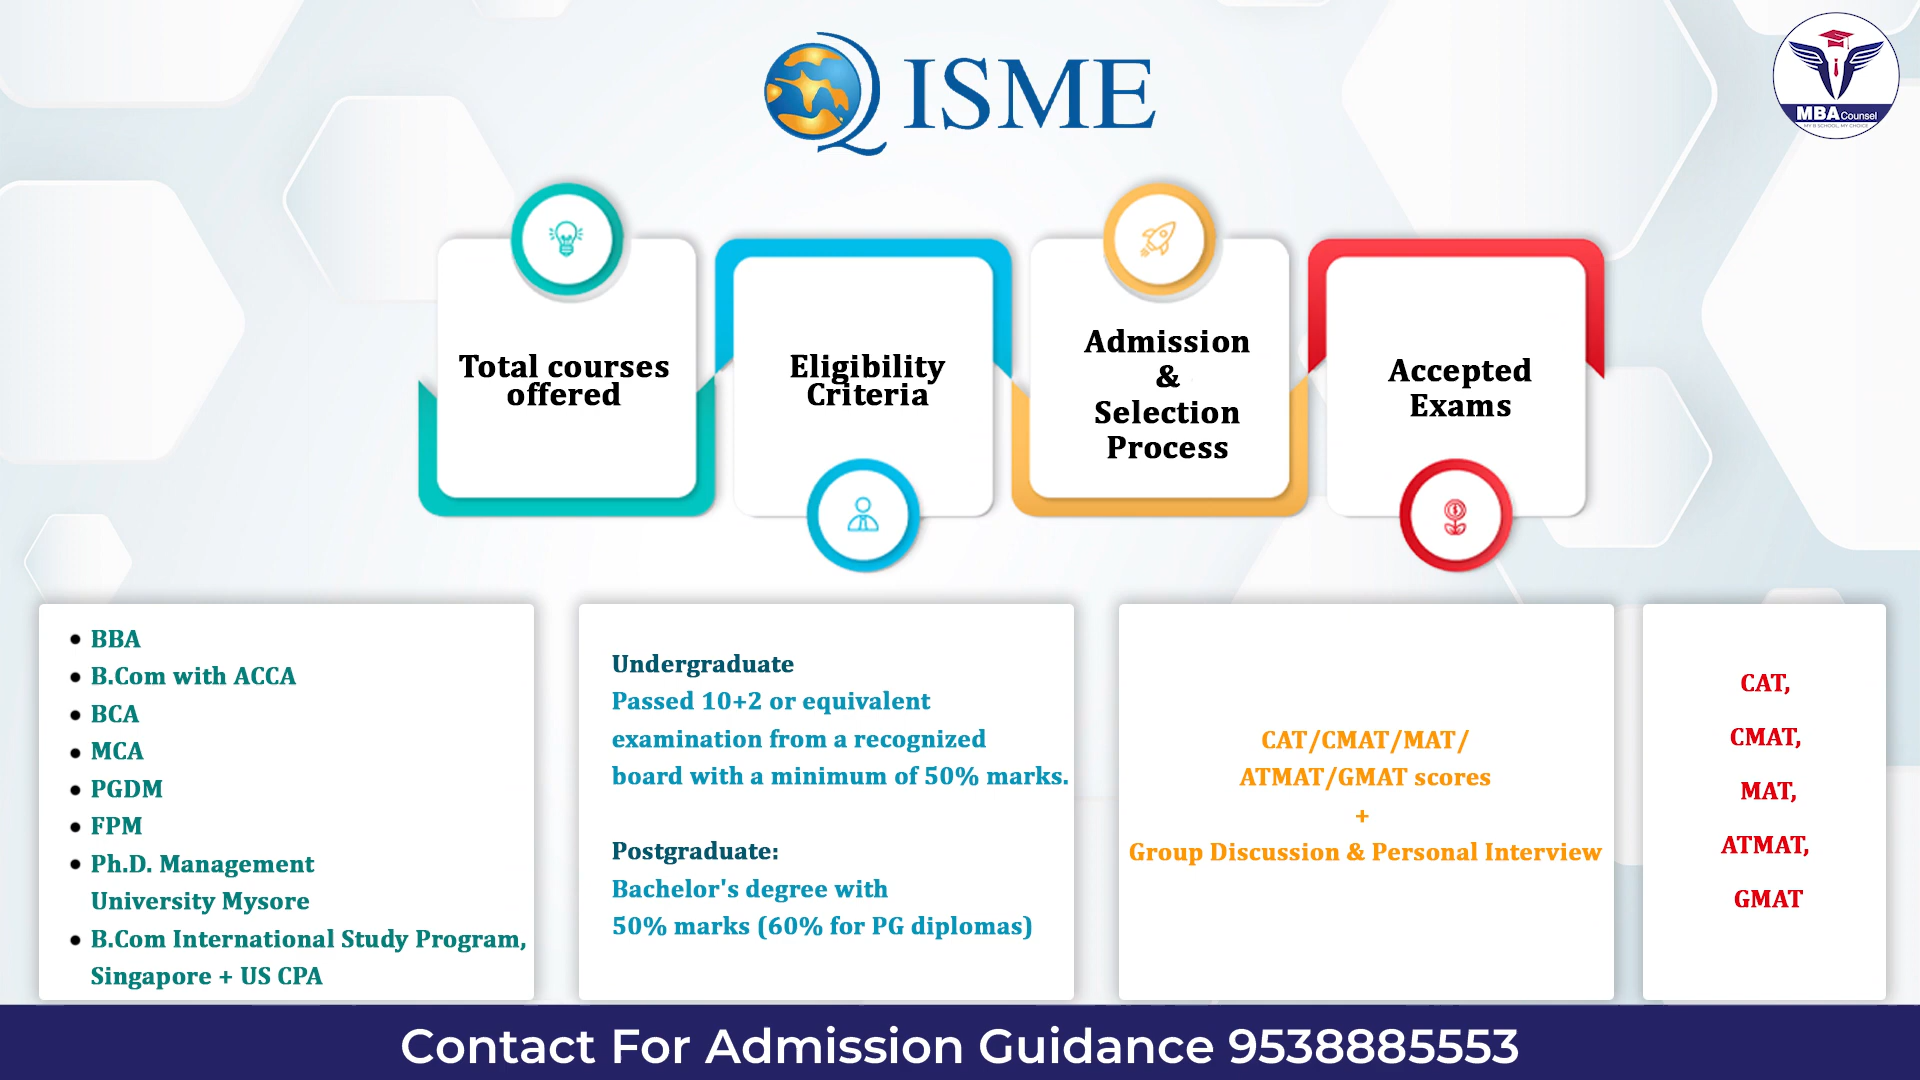 ISME
MBA Counsel
MY B SCHOOL, MY CHOICE
Total courses
offered
Eligibility
Criteria
Admission
&
Selection
Process
Accepted
Exams
BBA
B.Com with ACCA
BCA
MCA
PGDM
FPM
Ph.D. Management
University Mysore
B.Com International Study Program,
Singapore + US CPA
Undergraduate
Passed 10+2 or equivalent
examination from a recognized
board with a minimum of 50% marks.
Postgraduate:
Bachelor's degree with
50% marks (60% for PG diplomas)
CAT/CMAT/MAT/
ATMAT/GMAT scores
+
Group Discussion & Personal Interview
CAT,
CMAT,
MAT,
ATMAT,
GMAT
Contact For Admission Guidance 9538885553